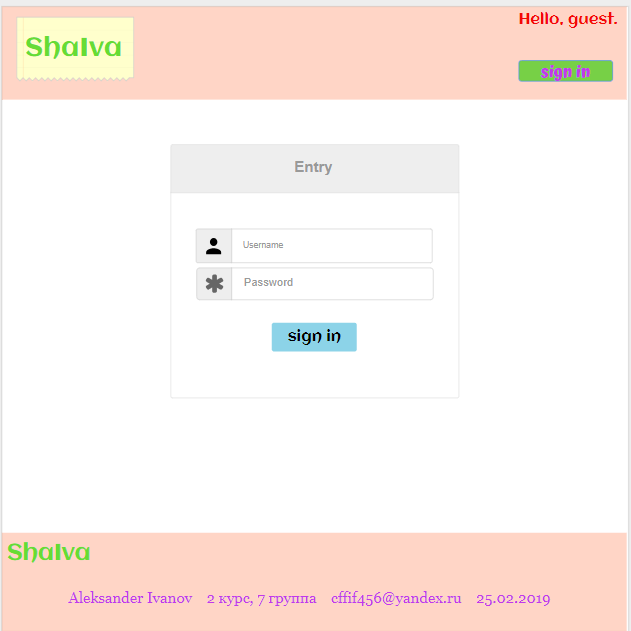 Shalva
Hello, guest.
sign in
Entry
Username
Password
sign in
Shalva
Aleksander Ivanov 2 курс, 7 группа cffif456@yandex.ru 25.02.2019